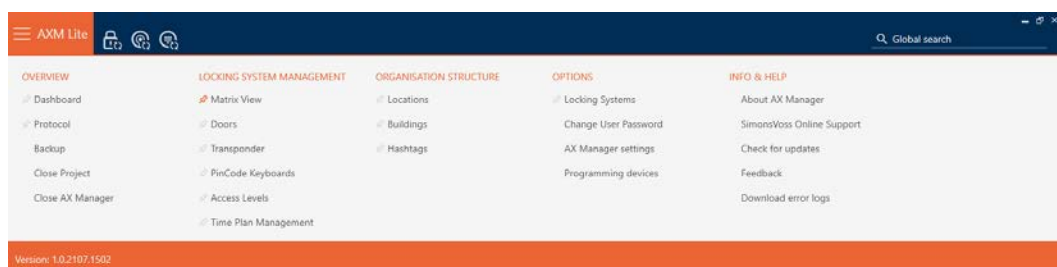 AXM Lite
Global search
OVERVIEW
Dashboard
Protocol
Backup
Close Project
Close AX Manager
LOCKING SYSTEM MANAGEMENT
Matrix View
Doors
Transponder
PinCode Keyboards
Access Levels
Time Plan Management
ORGANISATION STRUCTURE
Locations
Buildings
Hashtags
OPTIONS
Locking Systems
Change User Password
AX Manager settings
Programming devices
INFO & HELP
About AX Manager
SimonsVoss Online Support
Check for updates
Feedback
Download error logs
Version: 1.0.2107.1502